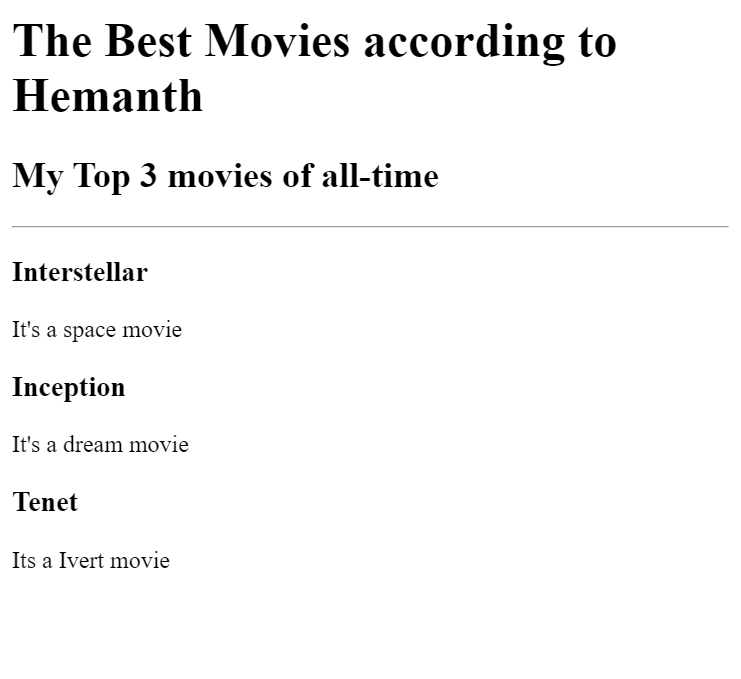 The Best Movies according to
Hemanth
My Top 3 movies of all-time
Interstellar
It's a space movie
Inception
It's a dream movie
Tenet
Its a Ivert movie